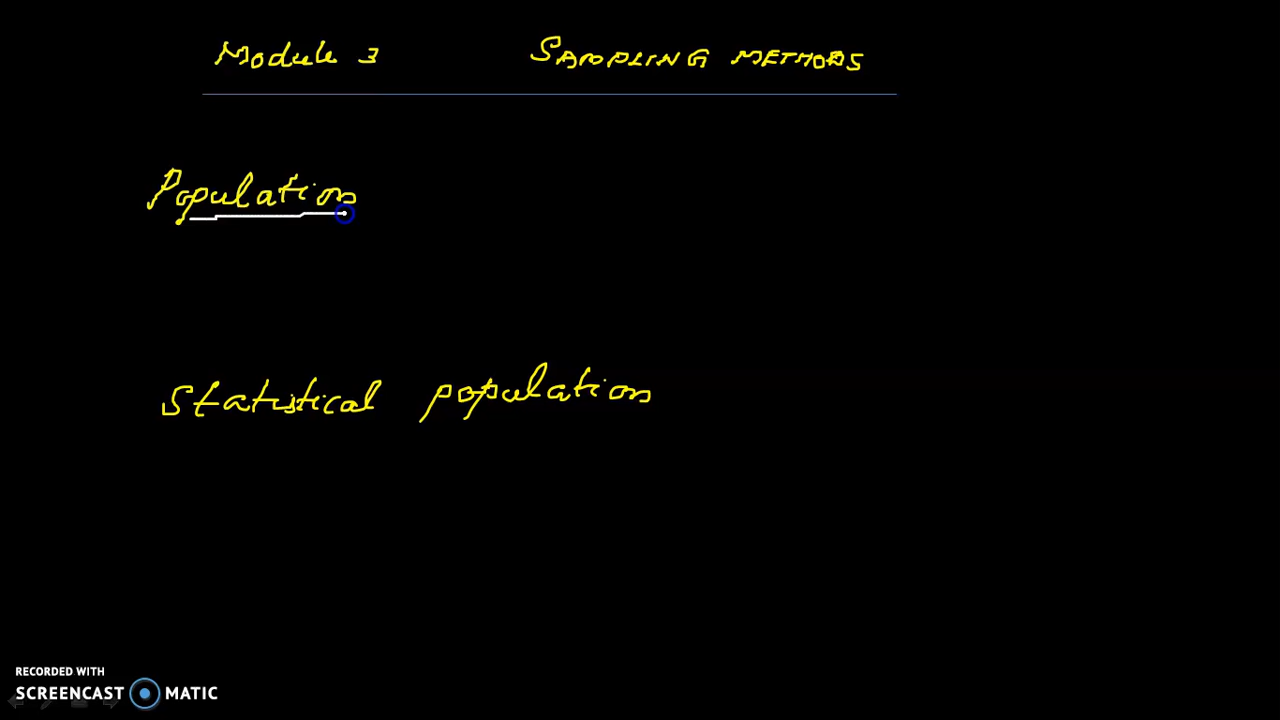 Module 3 SAMPLING METHODS
Population
Statistical population
RECORDED WITH
SCREENCAST MATIC